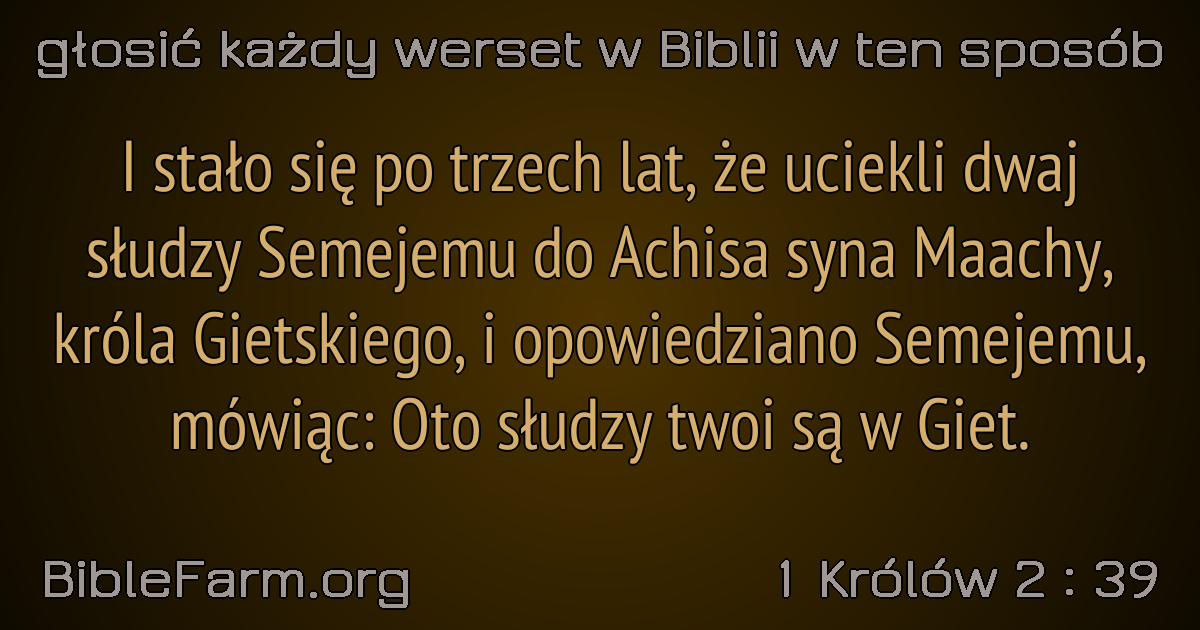 głosić każdy werset w Biblii w ten sposób
I stało się po trzech lat, że uciekli dwaj
słudzy Semejemu do Achisa syna Maachy,
króla Gietskiego, i opowiedziano Semejemu,
mówiąc: Oto słudzy twoi są w Giet.
BibleFarm.org
1 Królów 2 : 39